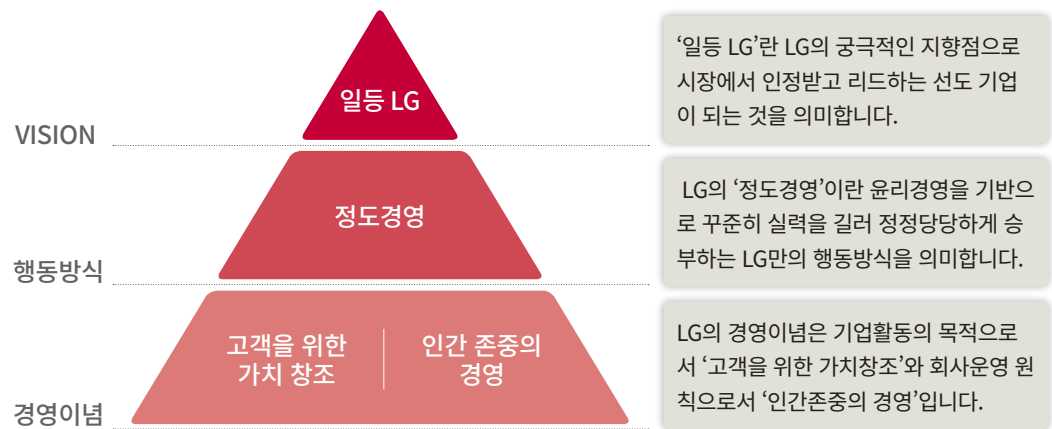 일등 LG
VISION
‘일등 LG’란 LG의 궁극적인 지향점으로
시장에서 인정받고 리드하는 선도 기업
이 되는 것을 의미합니다.
정도경영
행동방식
LG의 ‘정도경영’이란 윤리경영을 기반으
로 꾸준히 실력을 길러 정정당당하게 승
부하는 LG만의 행동방식을 의미합니다.
고객을 위한
가치 창조
인간 존중의
경영
경영이념
LG의 경영이념은 기업활동의 목적으로
서 ‘고객을 위한 가치창조’와 회사운영 원
칙으로서 ‘인간존중의 경영’입니다.